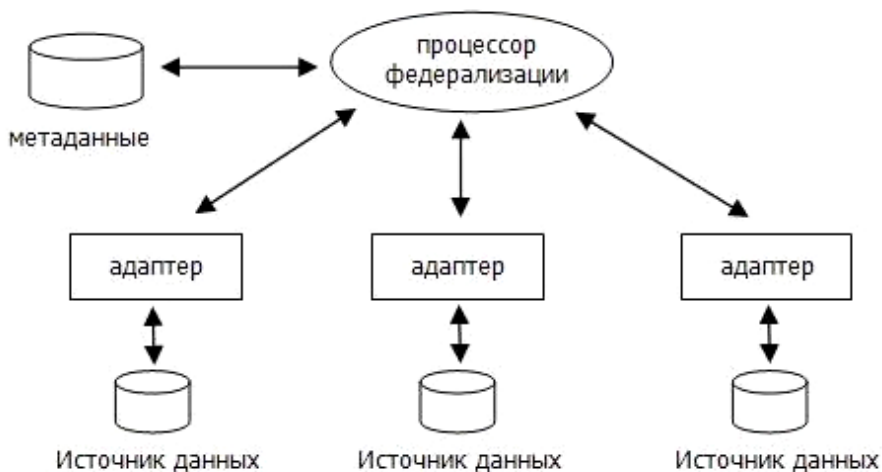 процессор
федерализации
метаданные
адаптер
адаптер
адаптер
Источник данных
Источник данных
Источник данных